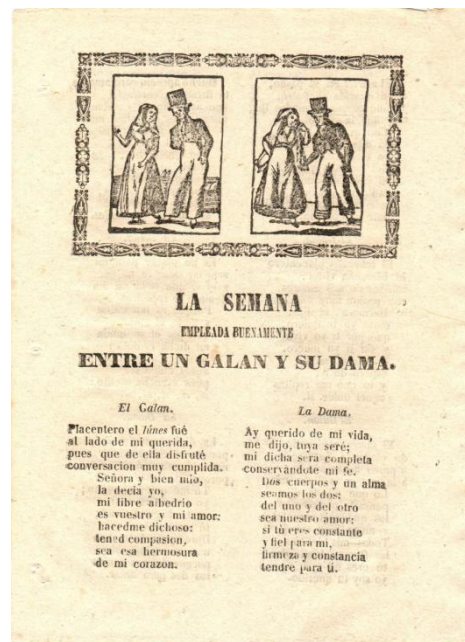 LA SEMANA
EMPLEADA BUENAMENTE
ENTRE UN GALAN Y SU DAMA.
El Galan.
Placentero el lúnes fué
al lado de mi querida,
pues que de ella disfruté
conversacion muy cumplida.
Señora y bien mio,
la decia yo,
mi libre albedrio
es vuestro y mi amor:
hacedme dichoso:
tened compasion,
sea esa hermosura
de mi corazon.
La Dama.
Ay querido de mi vida,
me dijo, tuya seré;
mi dicha sera completa
conservándote mi fe.
Dos cuerpos y un alma
seamos los dos:
del uno y del otro
sea nuestro amor:
si tú eres constante
y fiel para mi,
firmeza y constancia
tendre para ti.